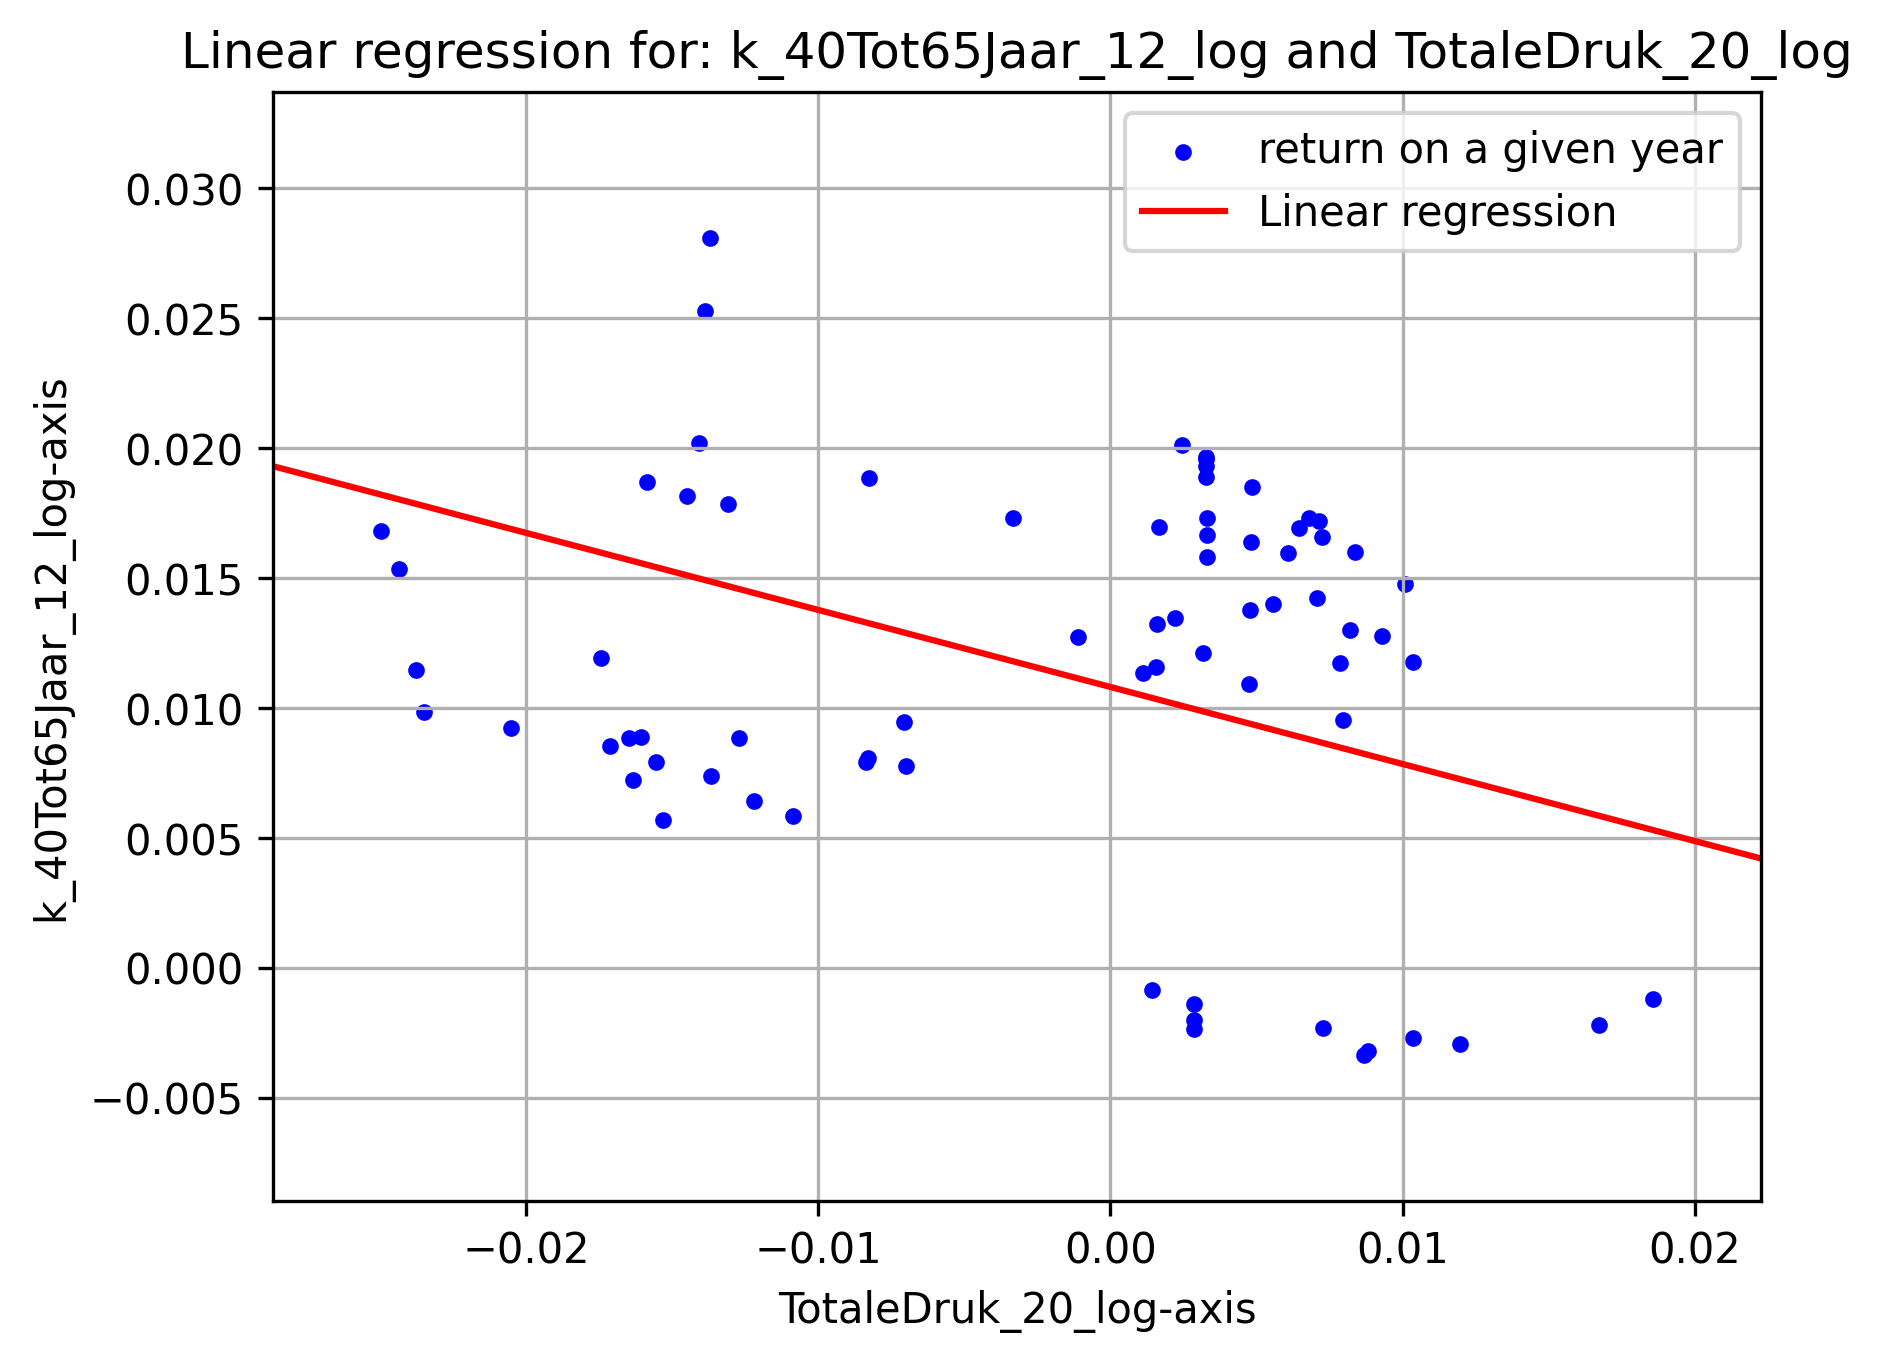 Linear regression for: k_40Tot65Jaar_12_log and TotaleDruk_20_log
return on a given year
Linear regression
0.030
0.025
0.020
0.015
0.010
0.005
0.000
−0.005
k_40Tot65Jaar_12_log-axis
−0.02
−0.01
0.00
0.01
0.02
TotaleDruk_20_log-axis